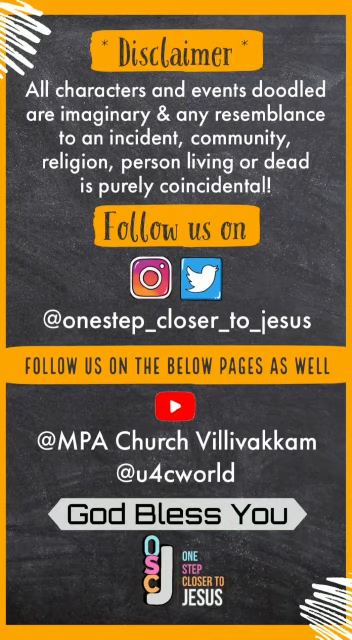 * Disclaimer *
All characters and events doodled
are imaginary & any resemblance
to an incident, community,
religion, person living or dead
is purely coincidental!
Follow us on
@onestep_closer_to_jesus
FOLLOW US ON THE BELOW PAGES AS WELL
@MPA Church Villivakkam
@u4cworld
God Bless You
OSCJ
ONE
STEP
CLOSER TO
JESUS